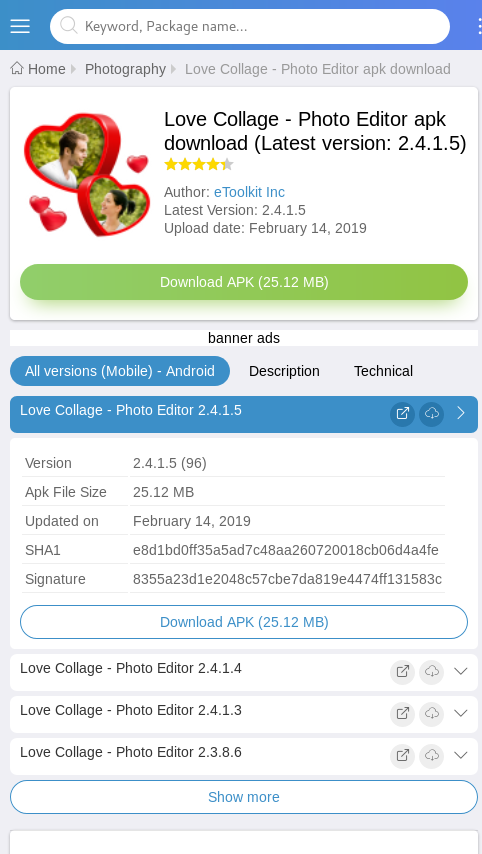 Keyword, Package name...
Home Photography Love Collage - Photo Editor apk download
Love Collage - Photo Editor apk
download (Latest version: 2.4.1.5)
Author: eToolkit Inc
Latest Version: 2.4.1.5
Upload date: February 14, 2019
Download APK (25.12 MB)
banner ads
All versions (Mobile) - Android Description Technical
Love Collage - Photo Editor 2.4.1.5
Version 2.4.1.5 (96)
Apk File Size 25.12 MB
Updated on February 14, 2019
SHA1 e8d1bd0ff35a5ad7c48aa260720018cb06d4a4fe
Signature 8355a23d1e2048c57cbe7da819e4474ff131583c
Download APK (25.12 MB)
Love Collage - Photo Editor 2.4.1.4
Love Collage - Photo Editor 2.4.1.3
Love Collage - Photo Editor 2.3.8.6
Show more